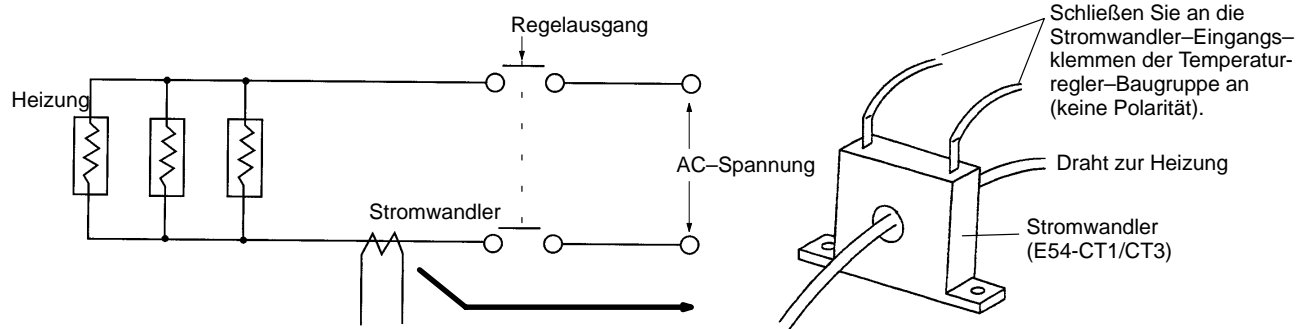 Regelausgang
Heizung
Stromwandler
AC–Spannung
Schließen Sie an die
Stromwandler–Eingangs–
klemmen der Temperatur-
regler–Baugruppe an
(keine Polarität).
Draht zur Heizung
Stromwandler
(E54-CT1/CT3)